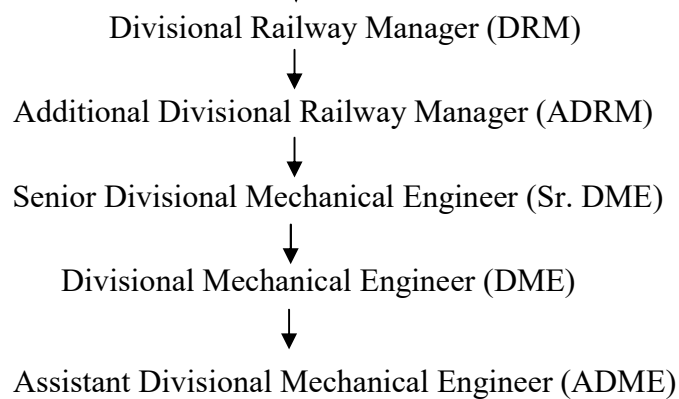 Divisional Railway Manager (DRM)
Additional Divisional Railway Manager (ADRM)
Senior Divisional Mechanical Engineer (Sr. DME)
Divisional Mechanical Engineer (DME)
Assistant Divisional Mechanical Engineer (ADME)